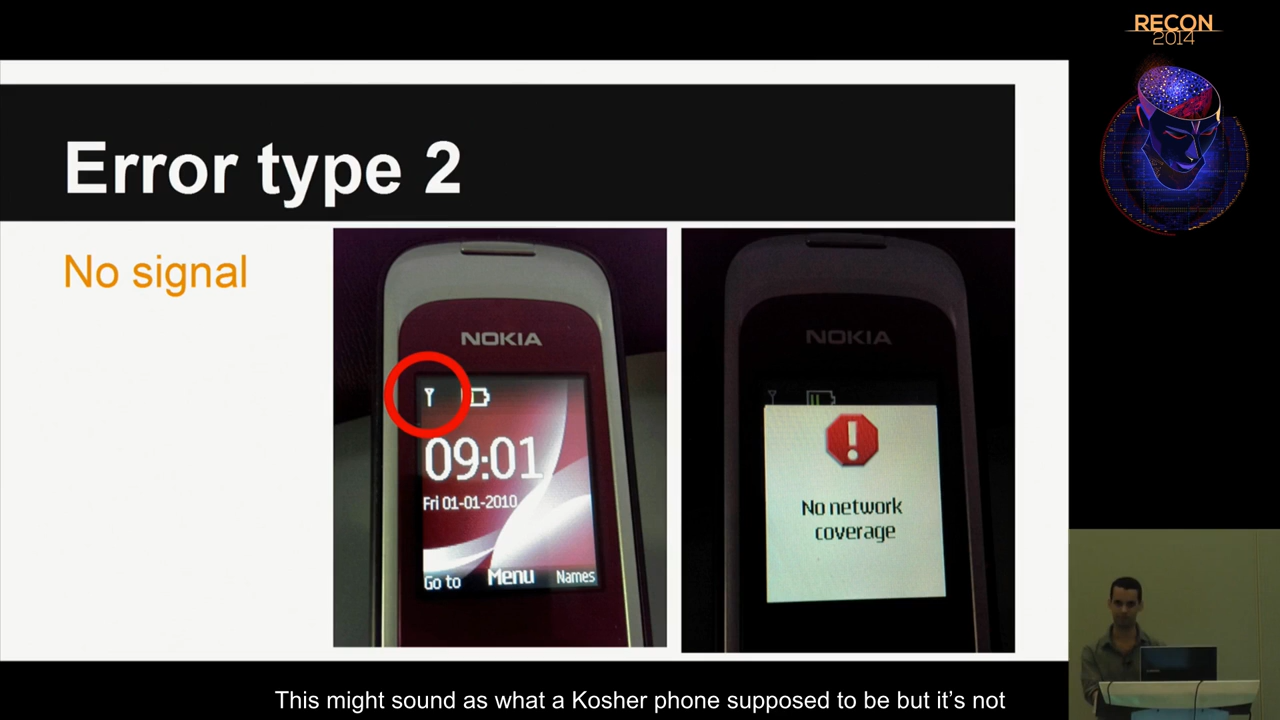 RECON
2014
Error type 2
No signal
NOKIA
09:01
Fri 01-01-2010
Go to Menu Names
NOKIA
No network
coverage
This might sound as what a Kosher phone supposed to be but it’s not